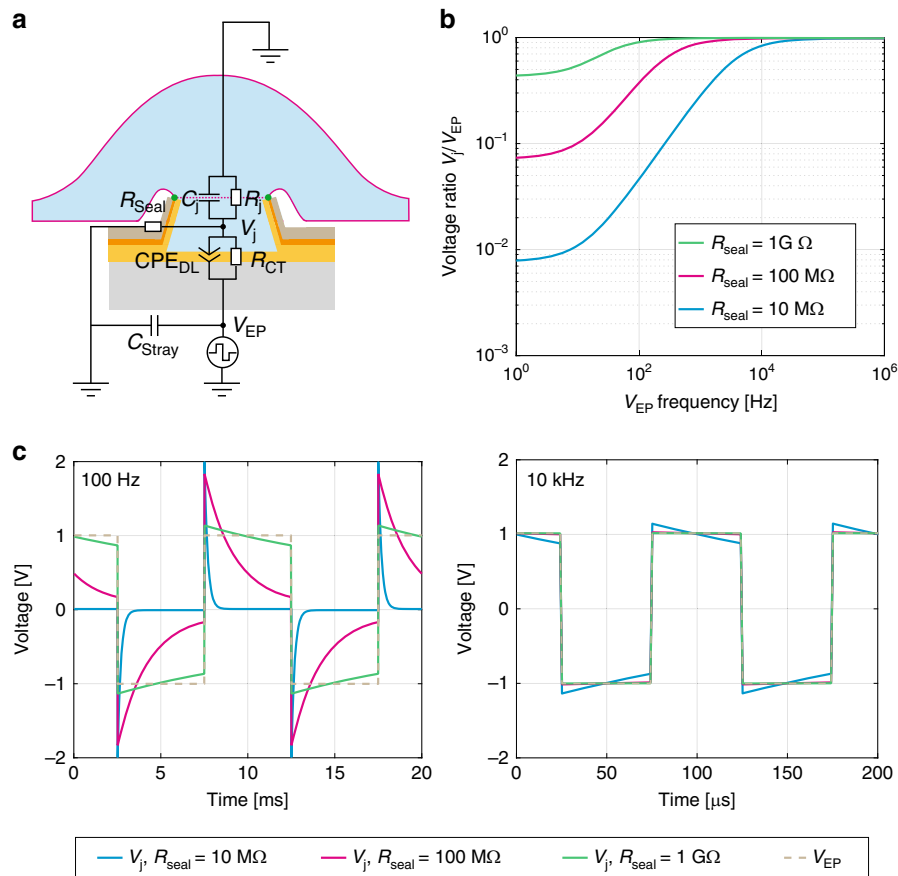 a
R_Seal
C_j
R_j
V_j
CPE_DL
R_CT
V_EP
C_Stray
b
Voltage ratio V_j/V_EP
10^0
10^-1
10^-2
10^-3
R_seal = 1G Ω
R_seal = 100 MΩ
R_seal = 10 MΩ
10^0 10^2 10^4 10^6
V_EP frequency [Hz]
c
100 Hz
Voltage [V]
2
1
0
-1
-2
0 5 10 15 20
Time [ms]
10 kHz
Voltage [V]
2
1
0
-1
-2
0 50 100 150 200
Time [μs]
V_j, R_seal = 10 MΩ V_j, R_seal = 100 MΩ V_j, R_seal = 1 GΩ V_EP